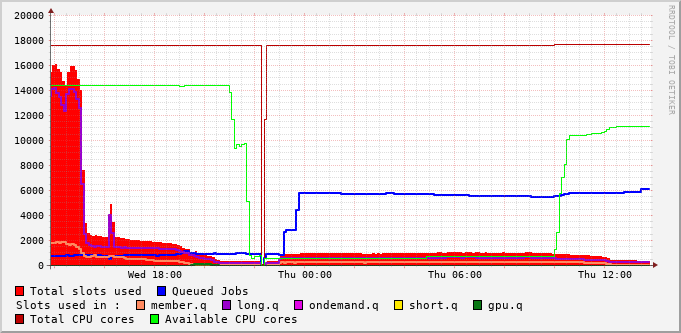 20000
18000
16000
14000
12000
10000
8000
6000
4000
2000
0
Wed 18:00 Thu 00:00 Thu 06:00 Thu 12:00
RRDTOOL / TOBI OETIKER
Total slots used Queued Jobs
Slots used in : member.q long.q ondemand.q short.q gpu.q
Total CPU cores Available CPU cores